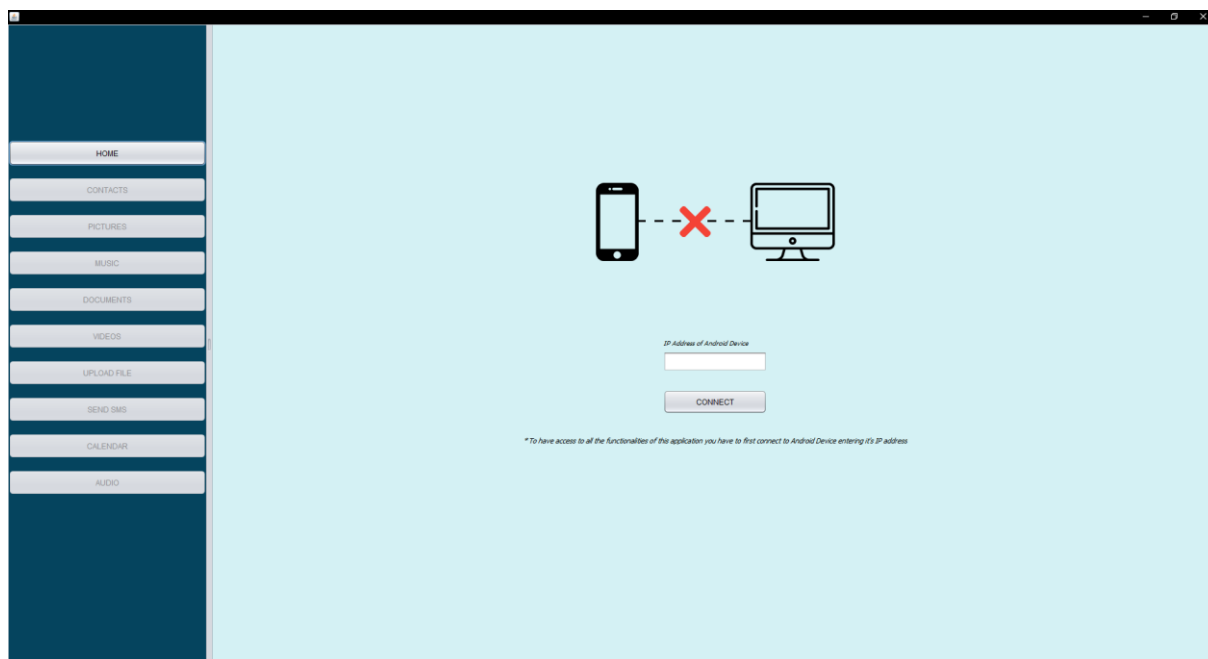 HOME
CONTACTS
PICTURES
MUSIC
DOCUMENTS
VIDEOS
UPLOAD FILE
SEND SMS
CALENDAR
AUDIO
IP Address of Android Device
CONNECT
* To have access to all the functionalities of this application you have to first connect to Android Device entering it's IP address